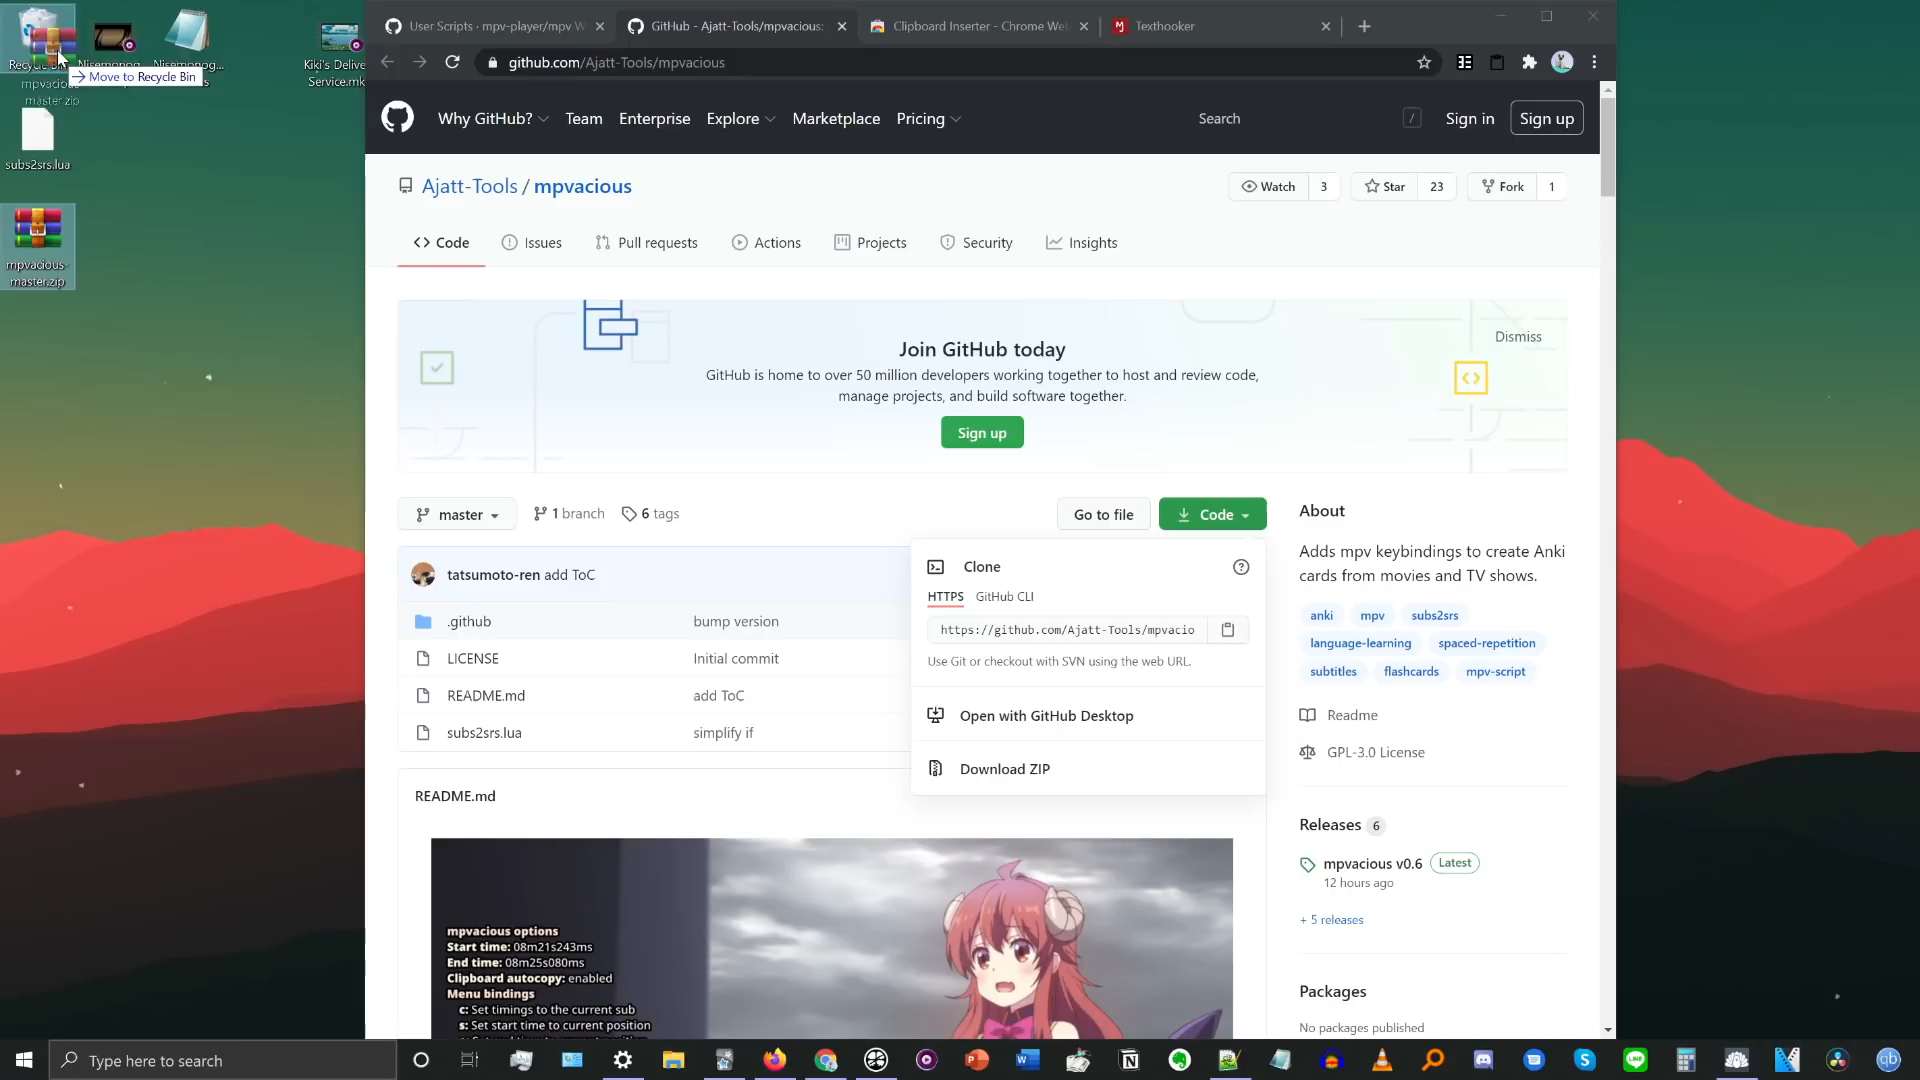 User Scripts · mpv-player/mpv W
GitHub - Ajatt-Tools/mpvacious:
Clipboard Inserter - Chrome We
Texthooker
github.com/Ajatt-Tools/mpvacious
Move to Recycle Bin
Nisemonog...
Kiki's Delive
Service.mk
mpvacious
master.zip
subs2srs.lua
mpvacious-
master.zip
Why GitHub?
Team
Enterprise
Explore
Marketplace
Pricing
Search
/
Sign in
Sign up
Ajatt-Tools / mpvacious
Watch 3
Star 23
Fork 1
Code
Issues
Pull requests
Actions
Projects
Security
Insights
Join GitHub today
Dismiss
GitHub is home to over 50 million developers working together to host and review code,
manage projects, and build software together.
Sign up
master
1 branch
6 tags
Go to file
Code
tatsumoto-ren add ToC
.github bump version
LICENSE Initial commit
README.md add ToC
subs2srs.lua simplify if
Clone
HTTPS GitHub CLI
https://github.com/Ajatt-Tools/mpvacio
Use Git or checkout with SVN using the web URL.
Open with GitHub Desktop
Download ZIP
About
Adds mpv keybindings to create Anki
cards from movies and TV shows.
anki mpv subs2srs
language-learning spaced-repetition
subtitles flashcards mpv-script
Readme
GPL-3.0 License
Releases 6
mpvacious v0.6 Latest
12 hours ago
+ 5 releases
Packages
No packages published
README.md
mpvacious options
Start time: 08m21s243ms
End time: 08m25s080ms
Clipboard autocopy: enabled
Menu bindings
c: Set timings to the current sub
s: Set start time to current position
Type here to search